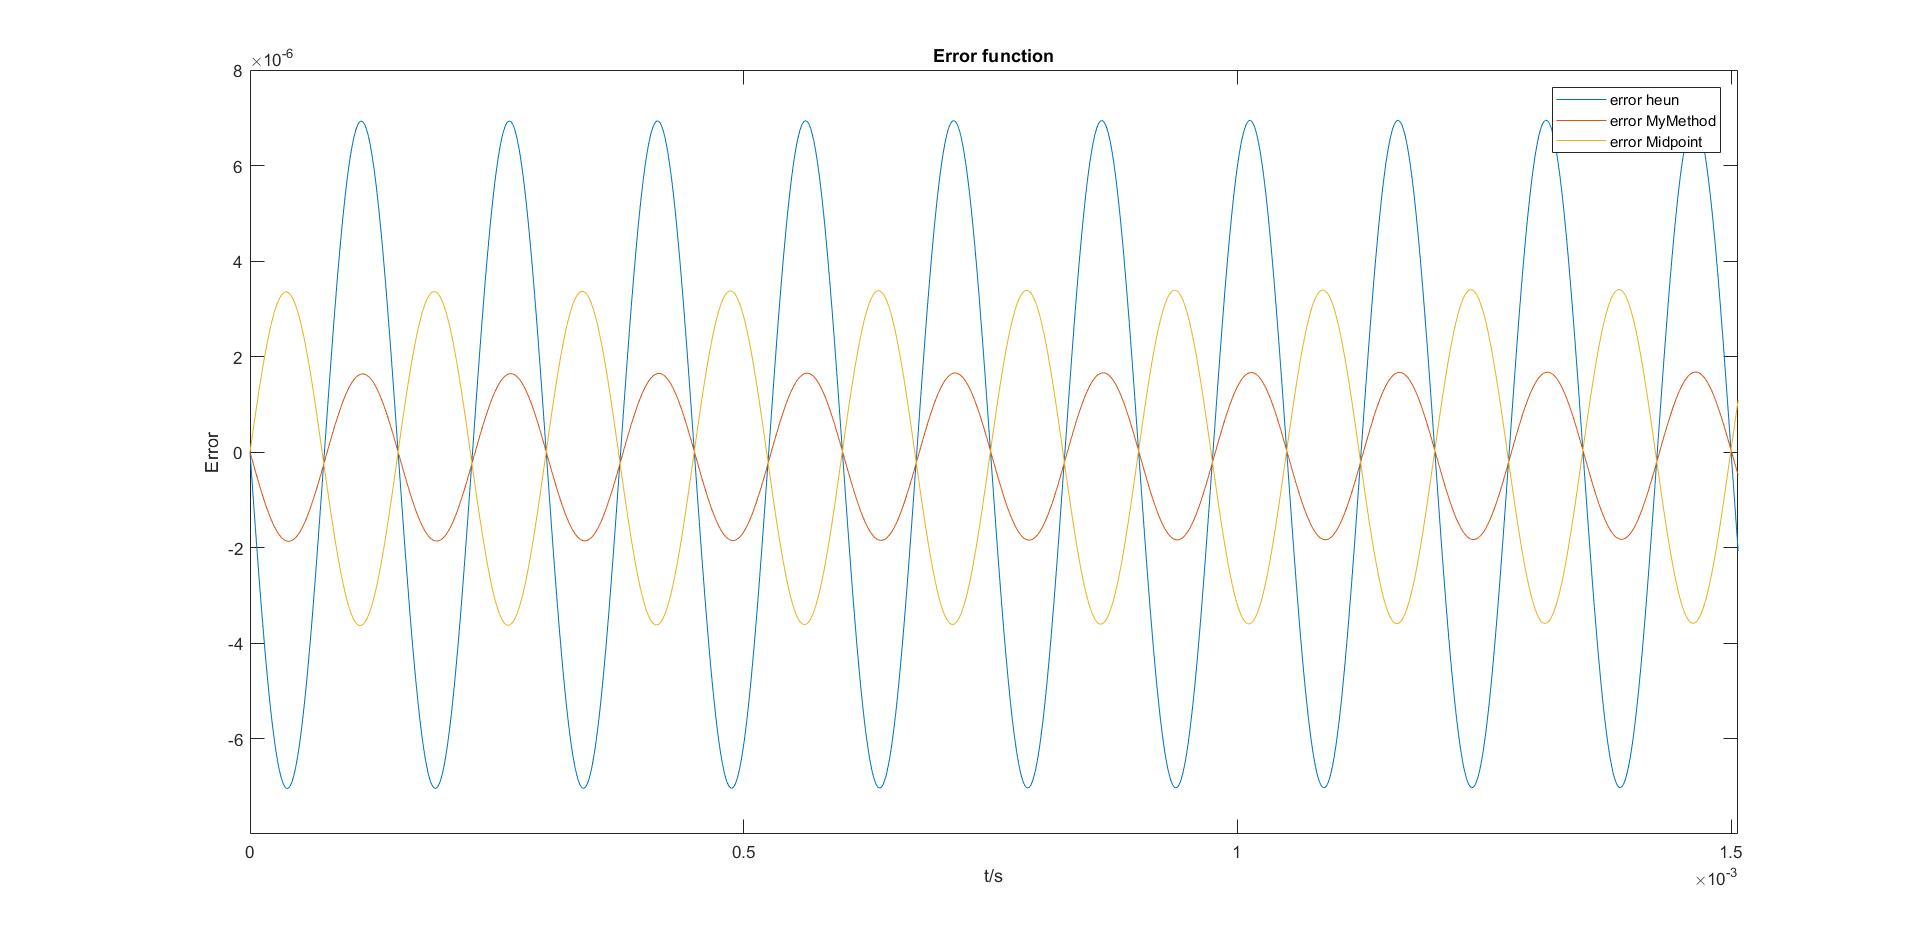 Error function
×10-6
8
6
4
2
0
-2
-4
-6
Error
error heun
error MyMethod
error Midpoint
0
0.5
1
1.5
×10-3
t/s